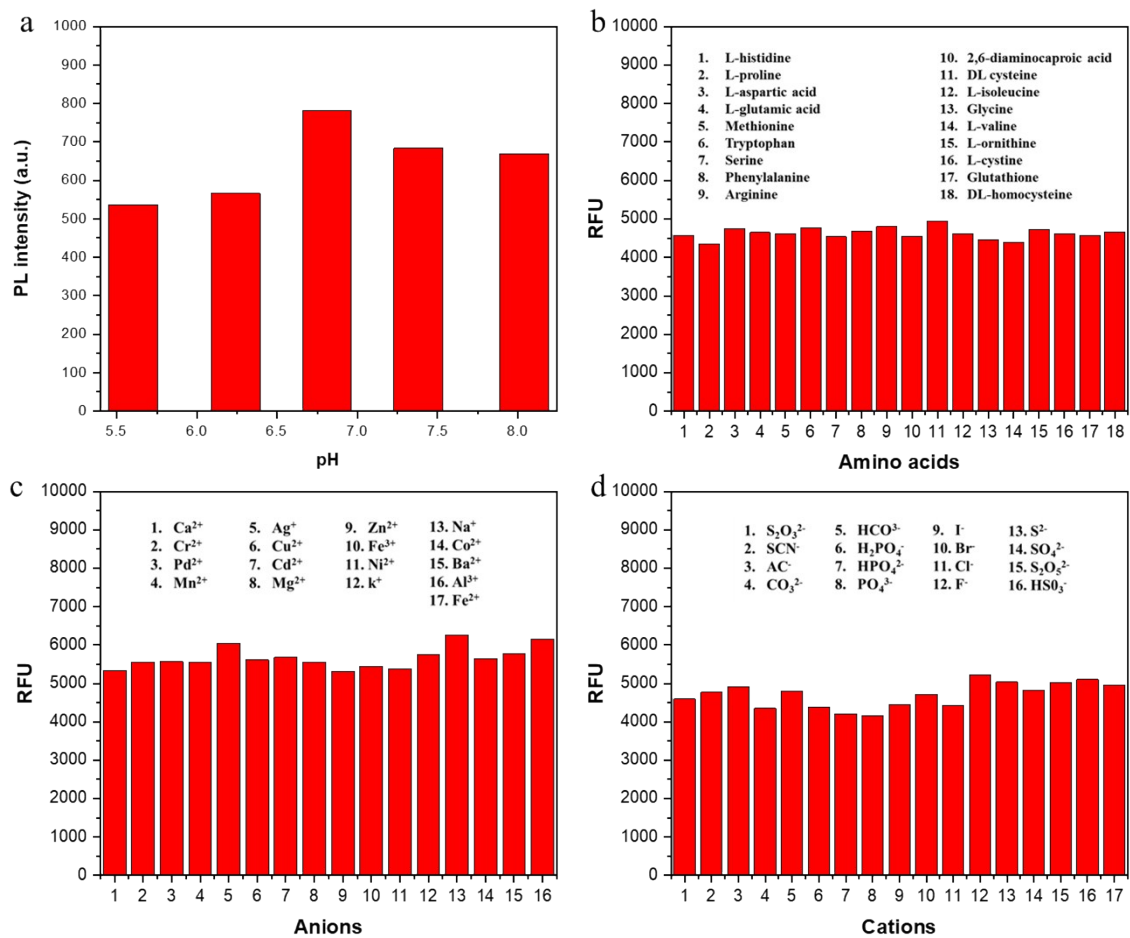 a
1000
900
800
700
600
500
400
300
200
100
0
PL intensity (a.u.)
5.5 6.0 6.5 7.0 7.5 8.0
pH
b
10000
9000
8000
7000
6000
5000
4000
3000
2000
1000
0
RFU
1. L-histidine
2. L-proline
3. L-aspartic acid
4. L-glutamic acid
5. Methionine
6. Tryptophan
7. Serine
8. Phenylalanine
9. Arginine
10. 2,6-diaminocaproic acid
11. DL cysteine
12. L-isoleucine
13. Glycine
14. L-valine
15. L-ornithine
16. L-cystine
17. Glutathione
18. DL-homocysteine
1 2 3 4 5 6 7 8 9 10 11 12 13 14 15 16 17 18
Amino acids
c
10000
9000
8000
7000
6000
5000
4000
3000
2000
1000
0
RFU
1. Ca²⁺
2. Cr²⁺
3. Pd²⁺
4. Mn²⁺
5. Ag⁺
6. Cu²⁺
7. Cd²⁺
8. Mg²⁺
9. Zn²⁺
10. Fe³⁺
11. Ni²⁺
12. k⁺
13. Na⁺
14. Co²⁺
15. Ba²⁺
16. Al³⁺
17. Fe²⁺
1 2 3 4 5 6 7 8 9 10 11 12 13 14 15 16
Anions
d
10000
9000
8000
7000
6000
5000
4000
3000
2000
1000
0
RFU
1. S₂O₃²⁻
2. SCN⁻
3. AC⁻
4. CO₃²⁻
5. HCO³⁻
6. H₂PO₄⁻
7. HPO₄²⁻
8. PO₄³⁻
9. I⁻
10. Br⁻
11. Cl⁻
12. F⁻
13. S²⁻
14. SO₄²⁻
15. S₂O₅²⁻
16. HS0₃⁻
1 2 3 4 5 6 7 8 9 10 11 12 13 14 15 16 17
Cations